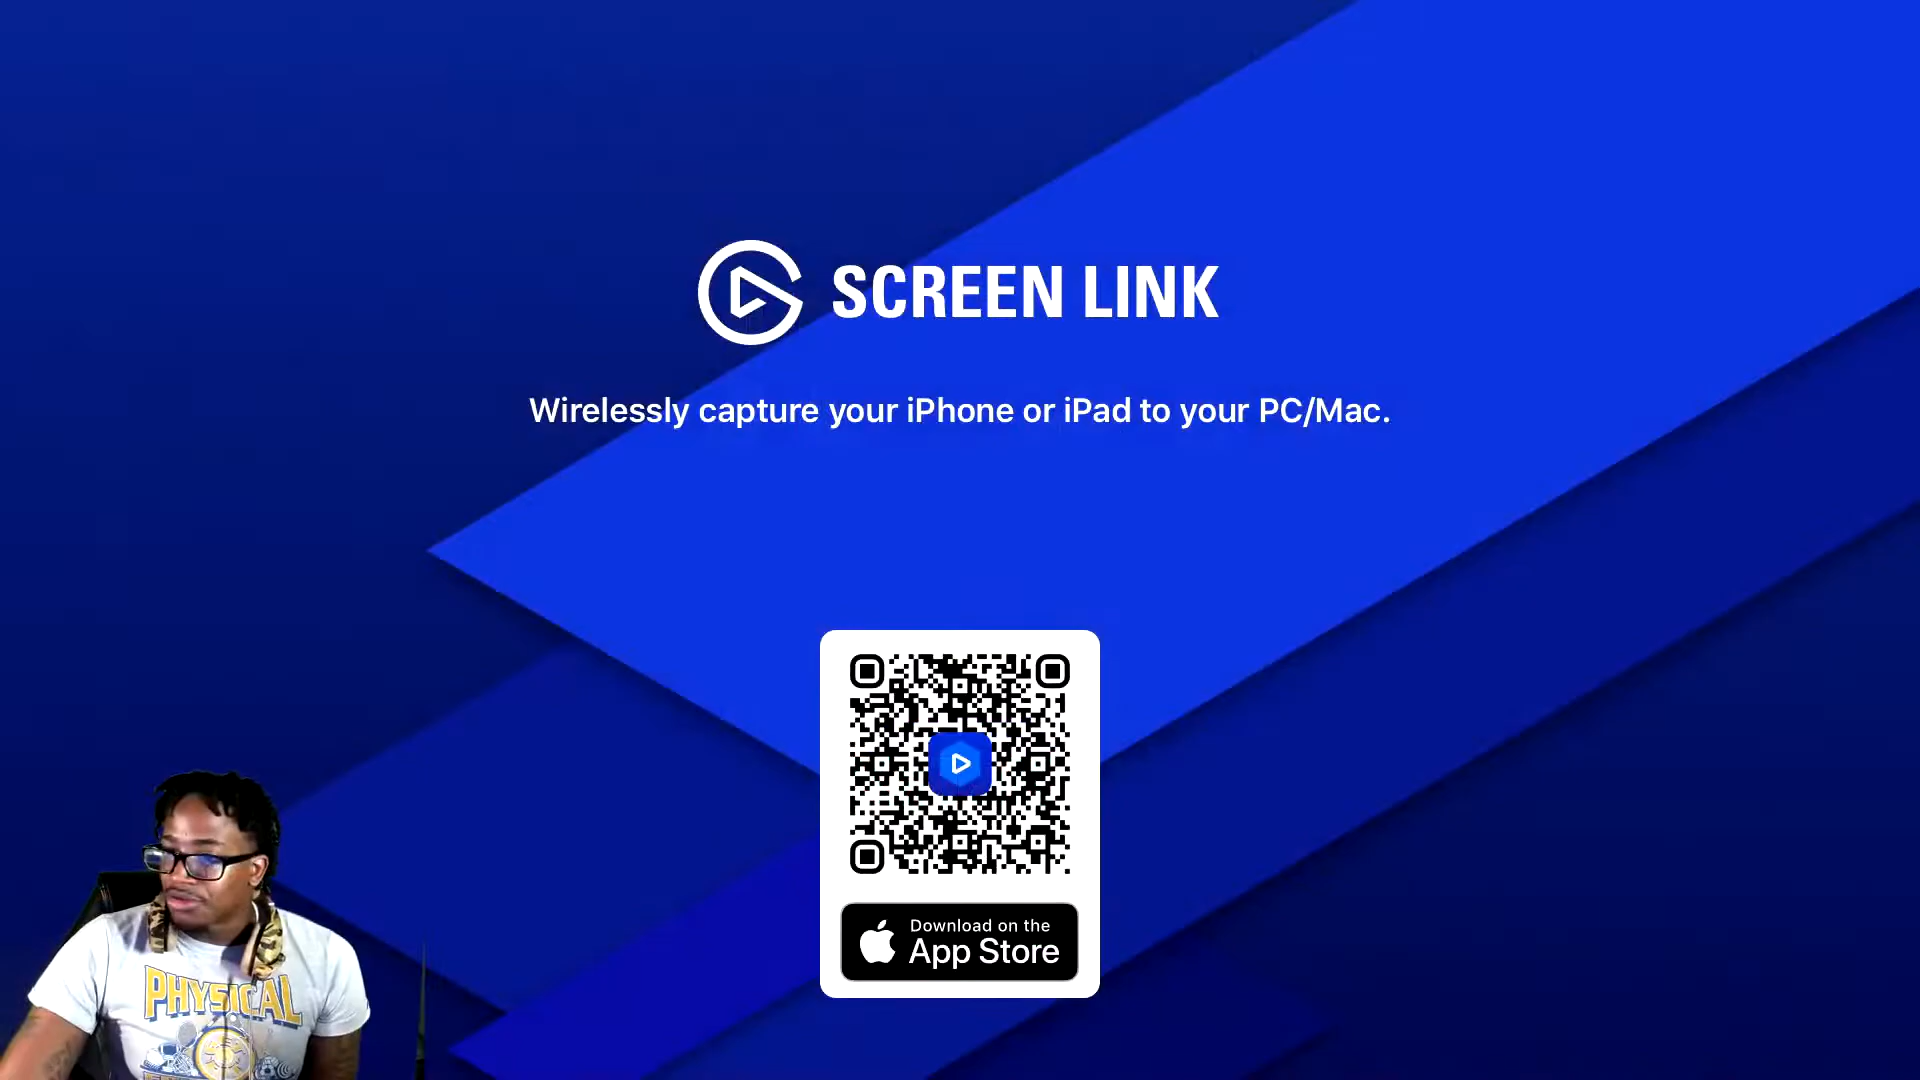 SCREEN LINK
Wirelessly capture your iPhone or iPad to your PC/Mac.
Download on the
App Store
PHYSICAL